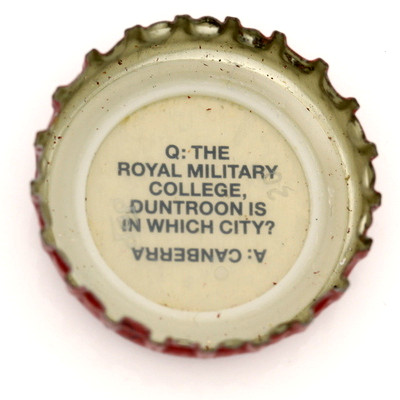 Q: THE
ROYAL MILITARY
COLLEGE,
DUNTROON IS
IN WHICH CITY?
A: CANBERRA